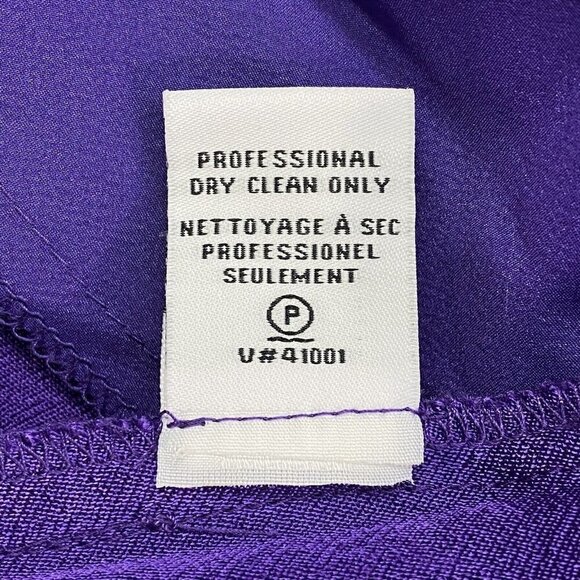 PROFESSIONAL
DRY CLEAN ONLY
NETTOYAGE À SEC
PROFESSIONEL
SEULEMENT
P
V#41001